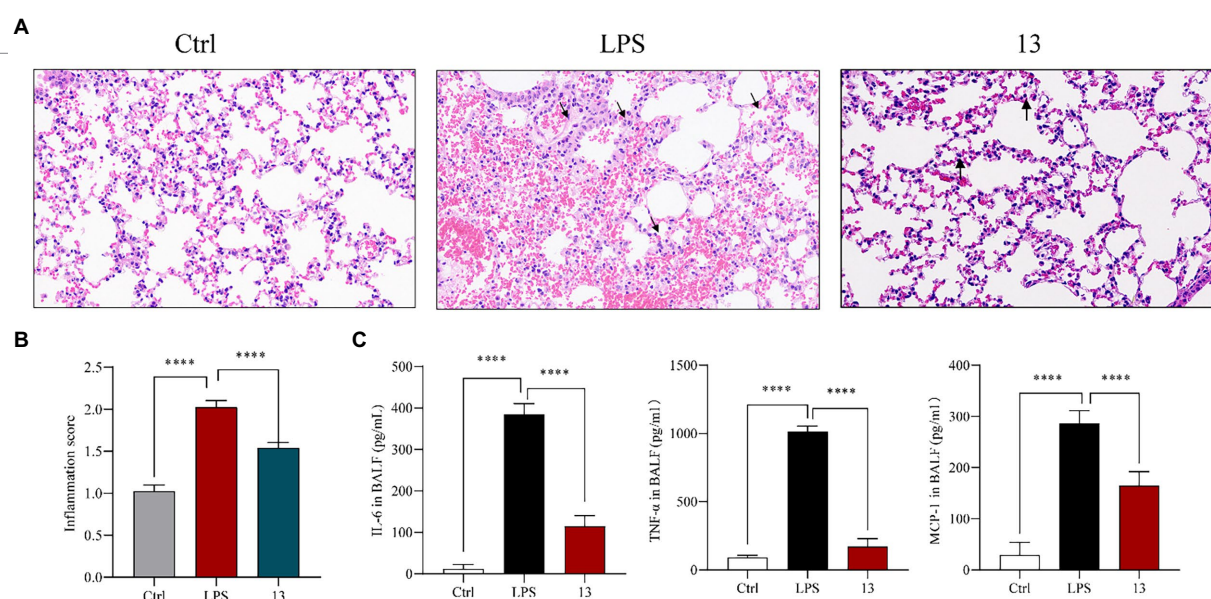 A
Ctrl LPS 13
B
Inflammation score
2.5
2.0
1.5
1.0
0.5
0.0
**** ****
Ctrl LPS 13
C
IL-6 in BALF (pg/mL)
500
400
300
200
100
0
**** ****
Ctrl LPS 13
TNF-α in BALF (pg/ml)
1500
1000
500
0
**** ****
Ctrl LPS 13
MCP-1 in BALF (pg/ml)
400
300
200
100
0
**** ****
Ctrl LPS 13